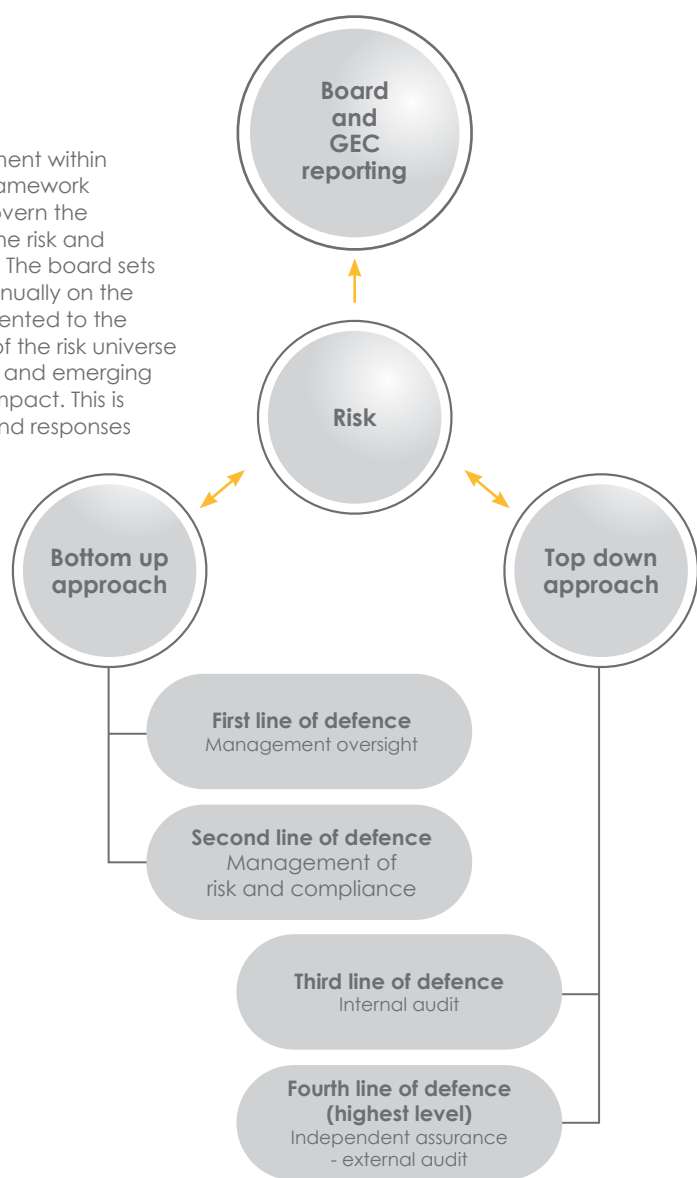 Board
and
GEC
reporting
ment within
amework
overn the
ne risk and
. The board sets
nually on the
ented to the
of the risk universe
and emerging
mpact. This is
nd responses
Risk
Bottom up
approach
Top down
approach
First line of defence
Management oversight
Second line of defence
Management of
risk and compliance
Third line of defence
Internal audit
Fourth line of defence
(highest level)
Independent assurance
- external audit